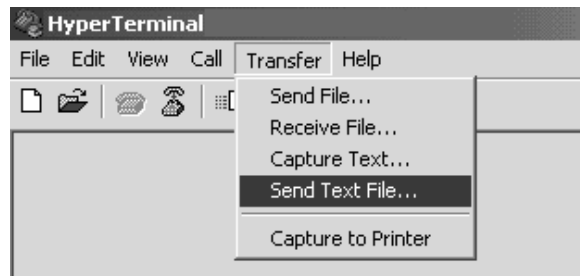 HyperTerminal
File Edit View Call Transfer Help
Send File...
Receive File...
Capture Text...
Send Text File...
Capture to Printer